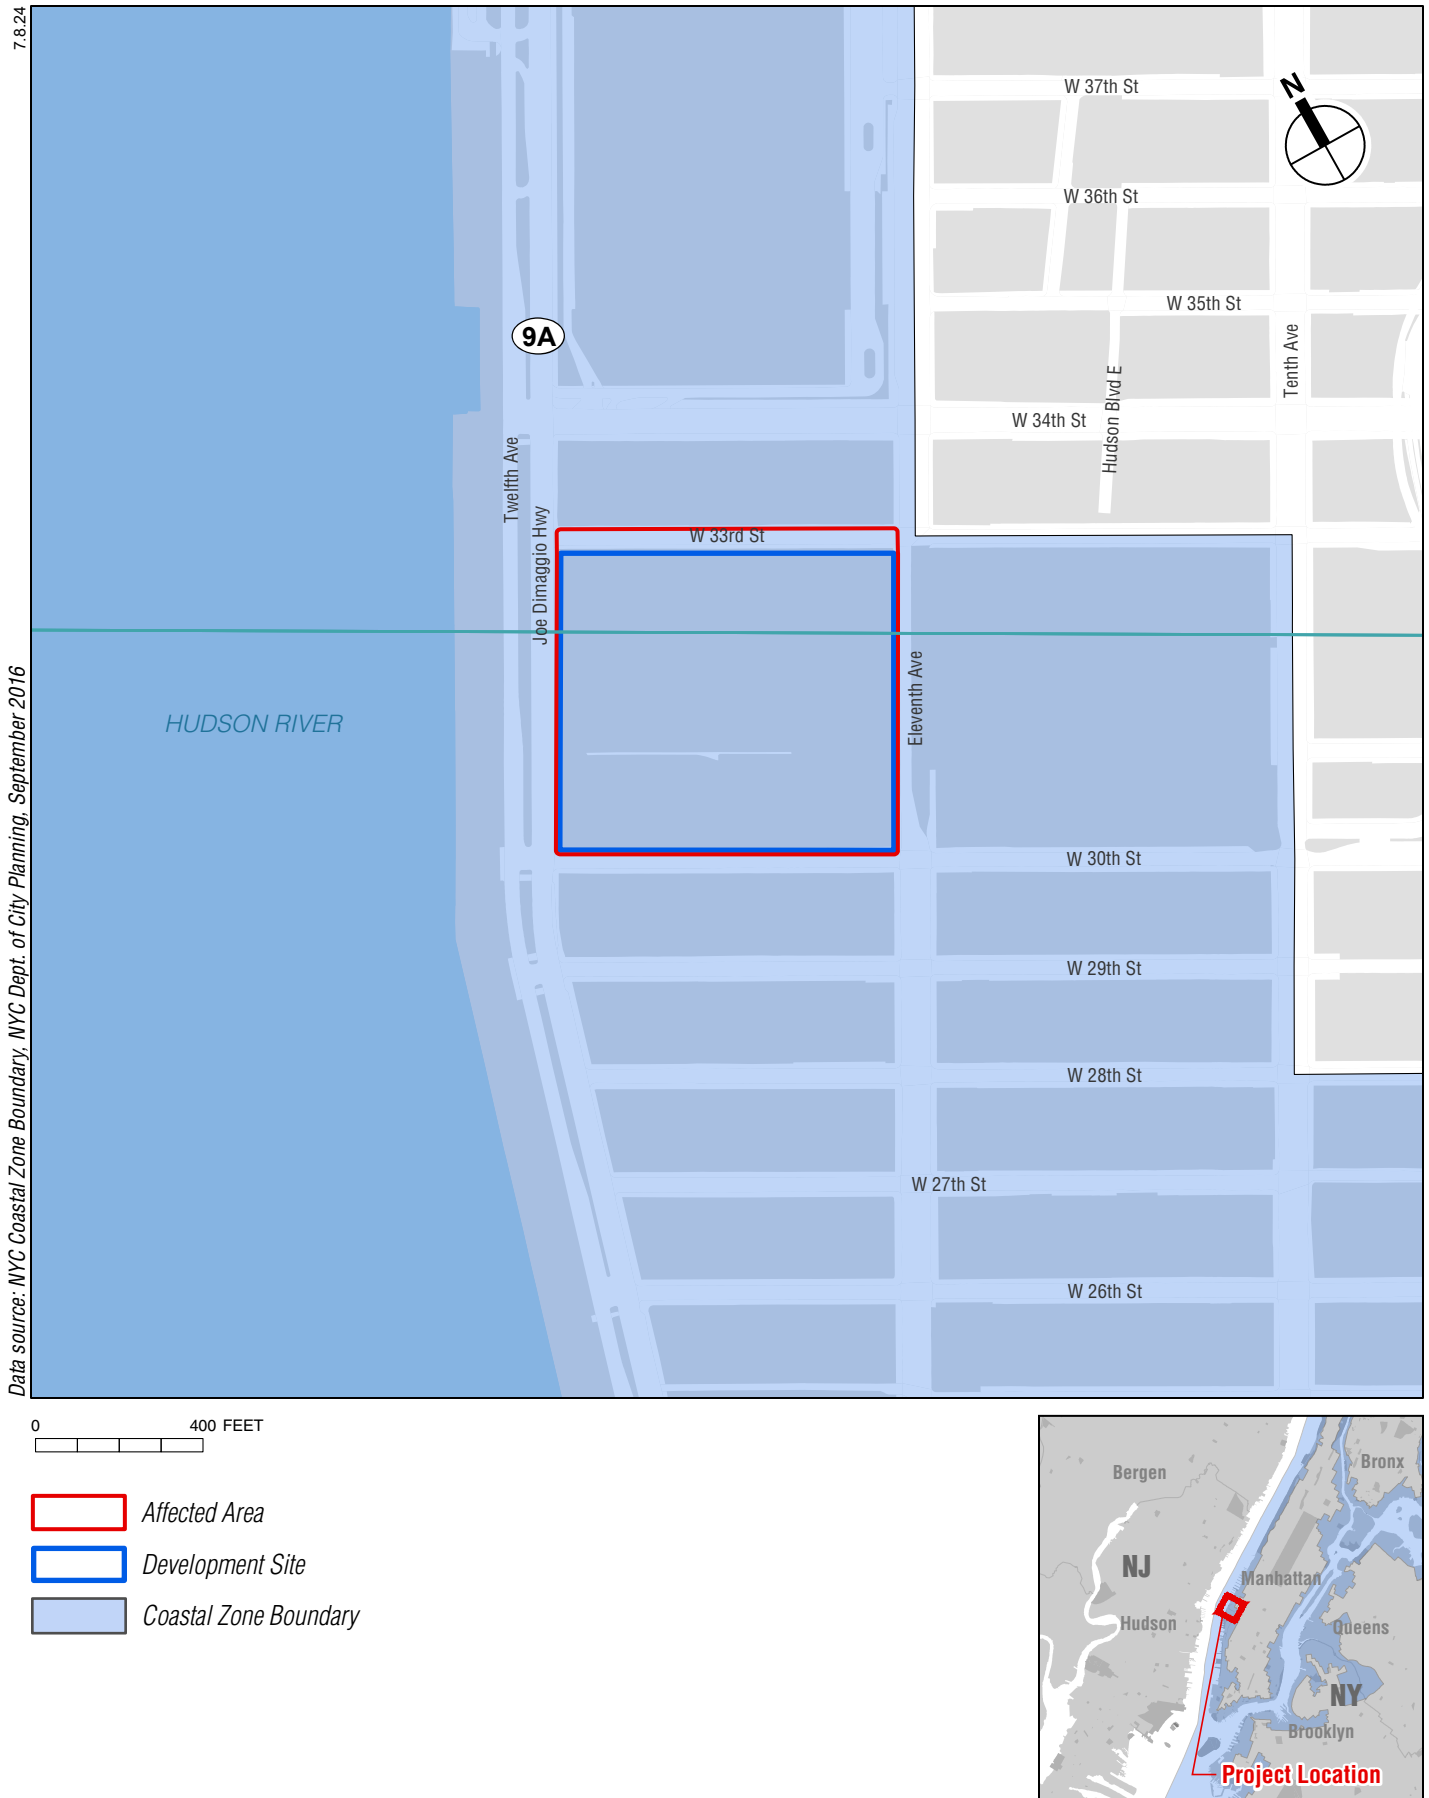 7.8.24
W 37th St
N
W 36th St
W 35th St
9A
Tenth Ave
Hudson Blvd E
W 34th St
Twelfth Ave
Joe Dimaggio Hwy
W 33rd St
Eleventh Ave
HUDSON RIVER
W 30th St
W 29th St
W 28th St
W 27th St
W 26th St
Data source: NYC Coastal Zone Boundary, NYC Dept. of City Planning, September 2016
0 400 FEET
Affected Area
Development Site
Coastal Zone Boundary
Bergen
Bronx
NJ
Manhattan
Hudson
Queens
NY
Brooklyn
Project Location